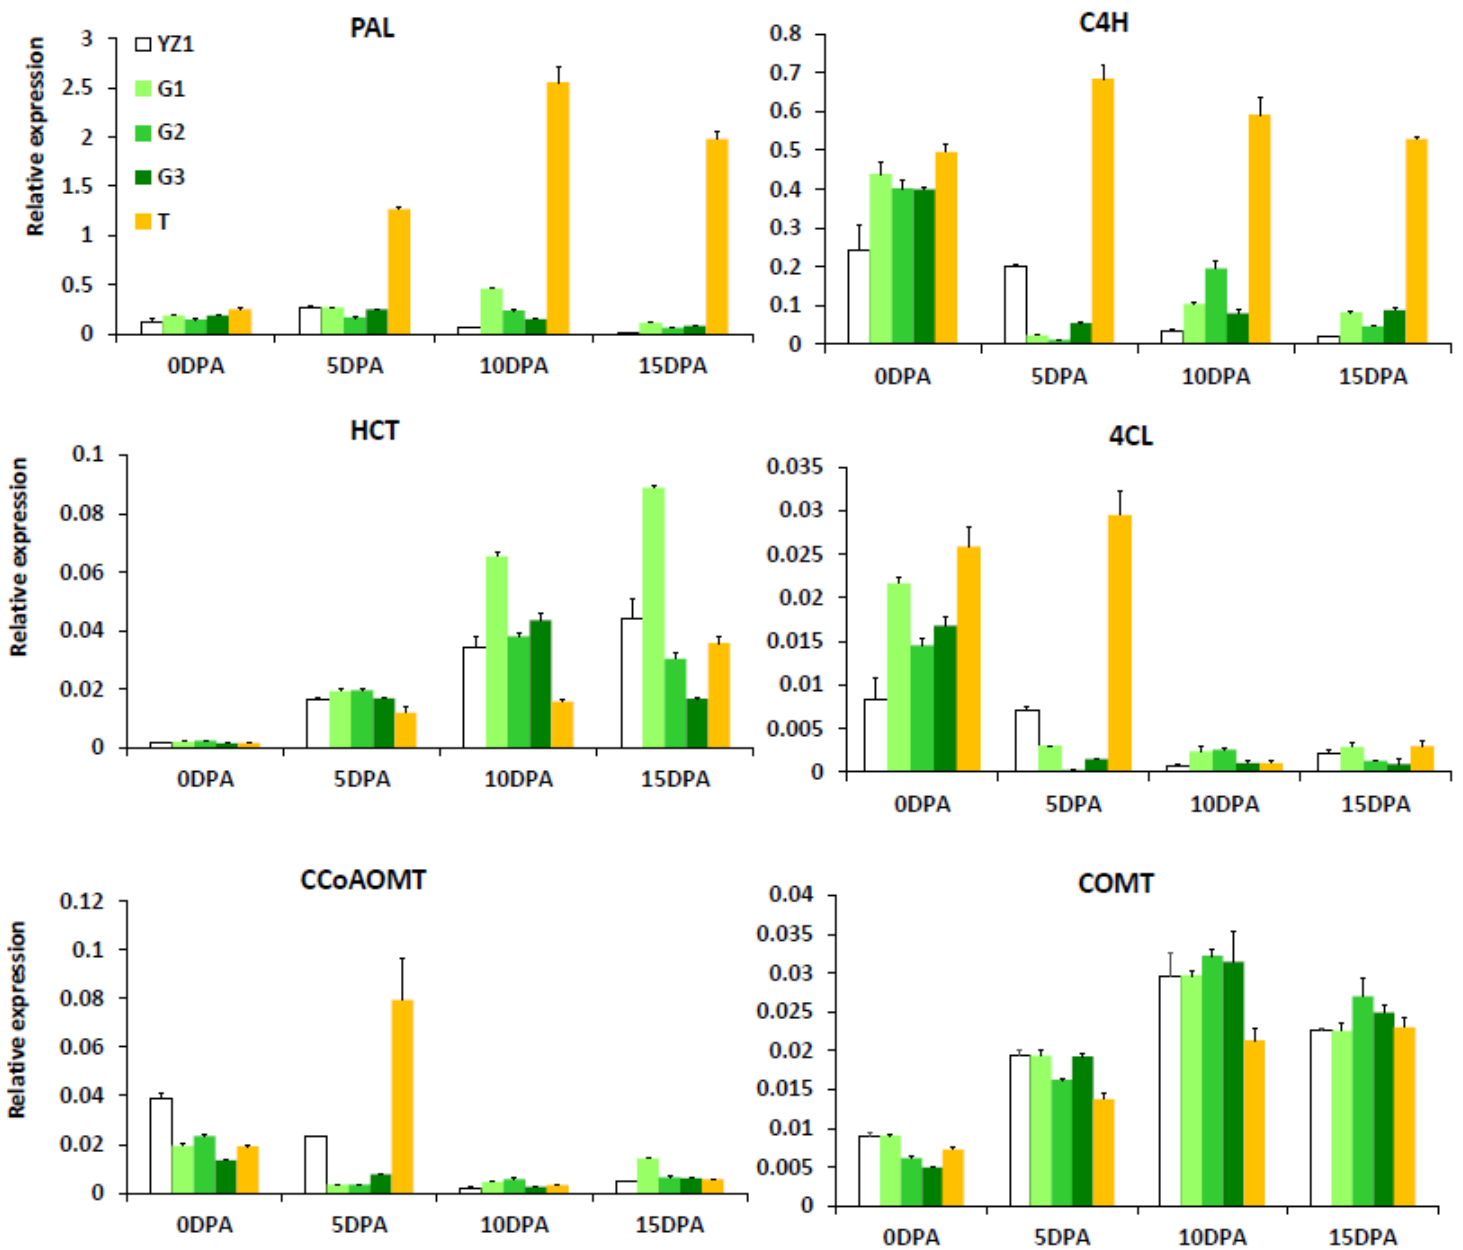 PAL
Relative expression
3
2.5
2
1.5
1
0.5
0
YZ1
G1
G2
G3
T
0DPA 5DPA 10DPA 15DPA
C4H
0.8
0.7
0.6
0.5
0.4
0.3
0.2
0.1
0
0DPA 5DPA 10DPA 15DPA
HCT
Relative expression
0.1
0.08
0.06
0.04
0.02
0
0DPA 5DPA 10DPA 15DPA
4CL
0.035
0.03
0.025
0.02
0.015
0.01
0.005
0
0DPA 5DPA 10DPA 15DPA
CCoAOMT
Relative expression
0.12
0.1
0.08
0.06
0.04
0.02
0
0DPA 5DPA 10DPA 15DPA
COMT
0.04
0.035
0.03
0.025
0.02
0.015
0.01
0.005
0
0DPA 5DPA 10DPA 15DPA